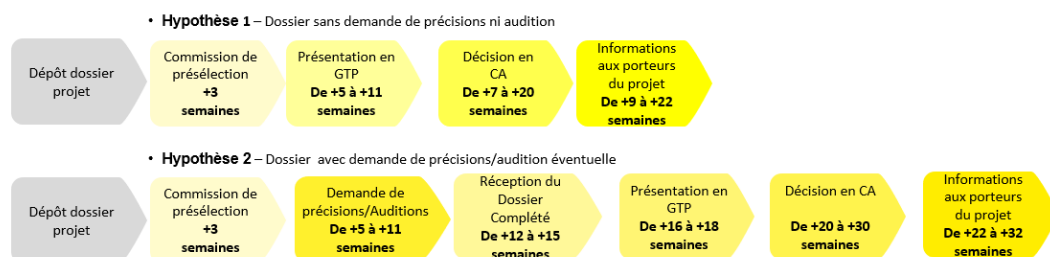 • Hypothèse 1 – Dossier sans demande de précisions ni audition
Dépôt dossier
projet
Commission de
présélection
+3
semaines
Présentation en
GTP
De +5 à +11
semaines
Décision en
CA
De +7 à +20
semaines
Informations
aux porteurs
du projet
De +9 à +22
semaines
• Hypothèse 2 – Dossier avec demande de précisions/audition éventuelle
Dépôt dossier
projet
Commission de
présélection
+3
semaines
Demande de
précisions/Auditions
De +5 à +11
semaines
Réception du
Dossier
Complété
De +12 à +15
semaines
Présentation en
GTP
De +16 à +18
semaines
Décision en CA
De +20 à +30
semaines
Informations
aux porteurs
du projet
De +22 à +32
semaines